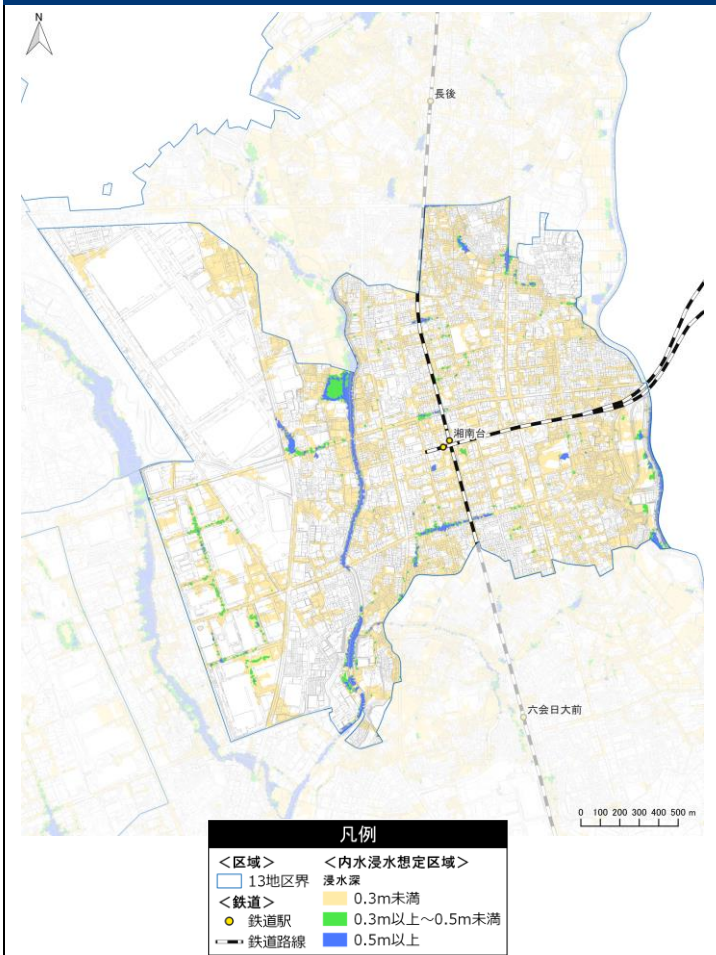 N
長後
湘南台
六会日大前
0 100 200 300 400 500 m
凡例
＜区域＞
13地区界
＜鉄道＞
鉄道駅
鉄道路線
＜内水浸水想定区域＞
浸水深
0.3m未満
0.3m以上～0.5m未満
0.5m以上